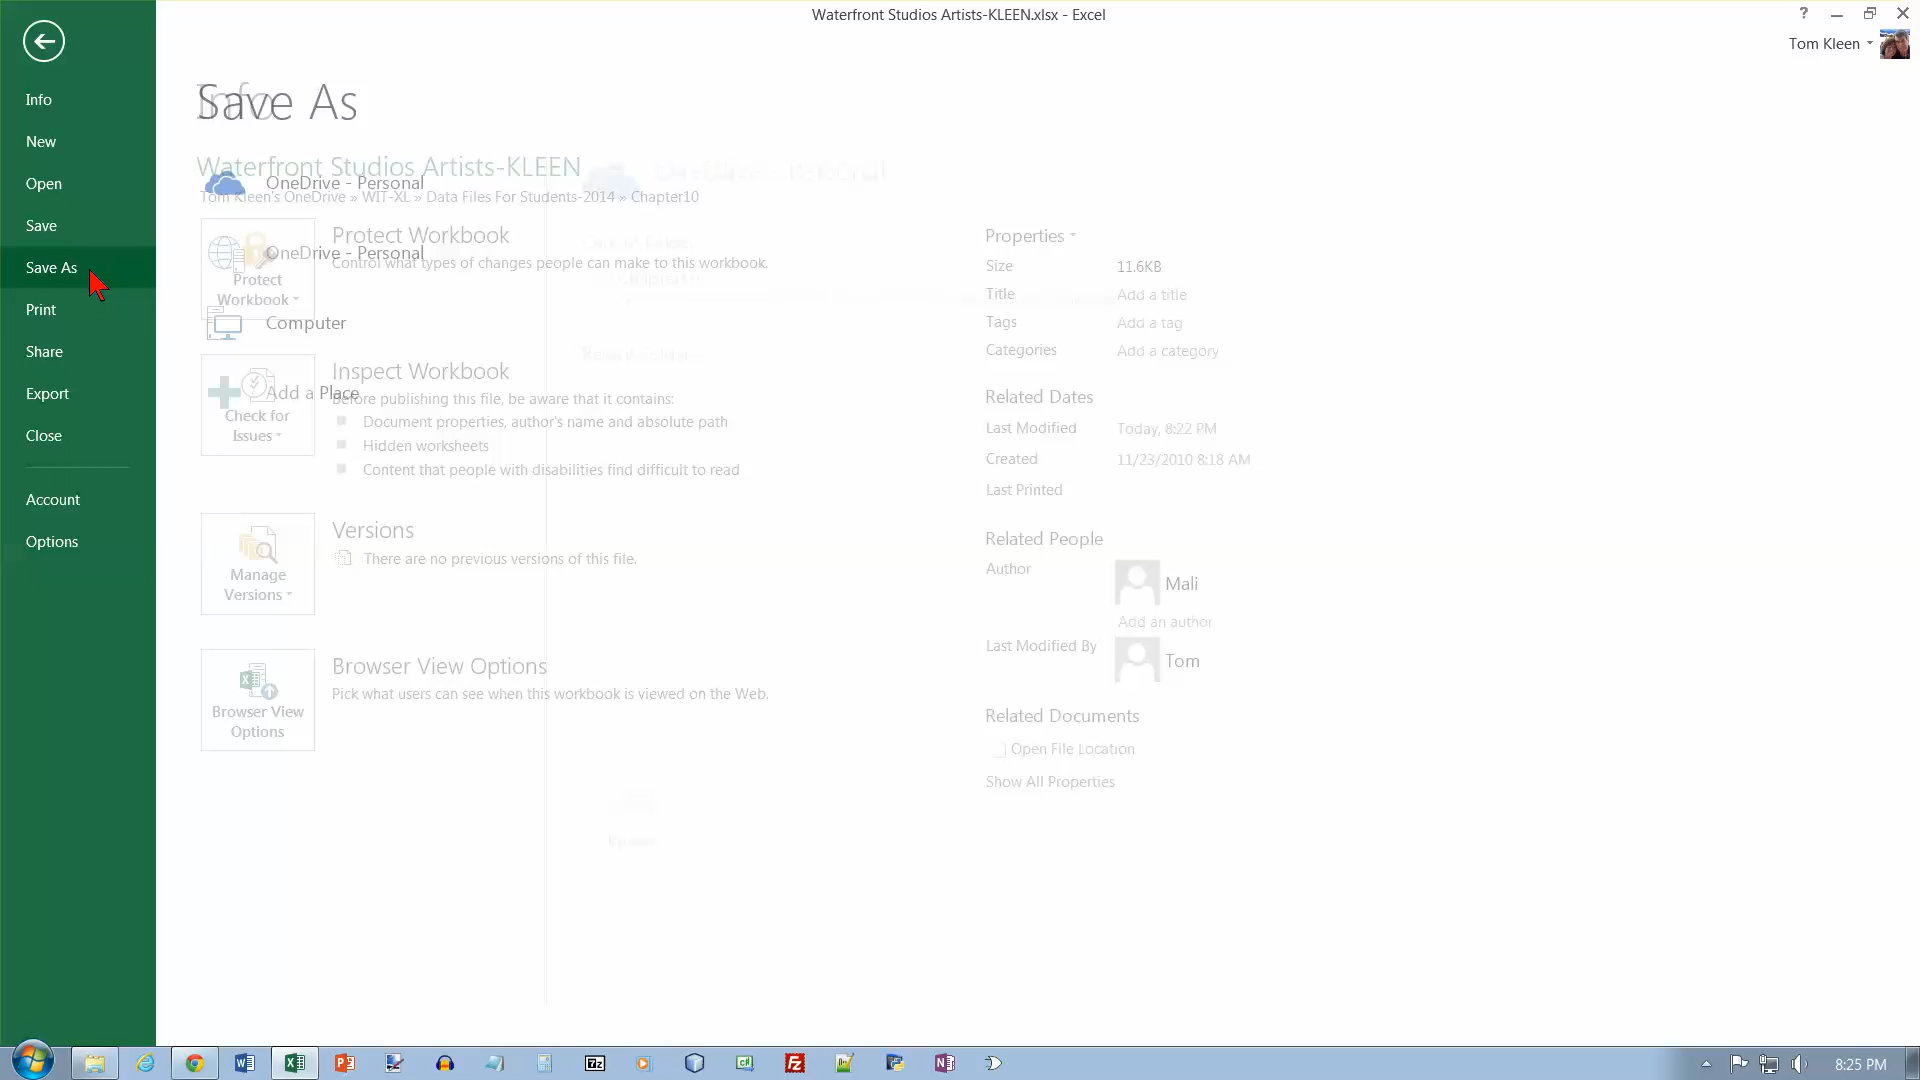 Waterfront Studios Artists-KLEEN.xlsx - Excel
?
Tom Kleen
Info
New
Open
Save
Save As
Print
Share
Export
Close
Account
Options
Save As
Info
Waterfront Studios Artists-KLEEN
Tom Kleen's OneDrive » WIT-XL » Data Files For Students-2014 » Chapter10
OneDrive - Personal
OneDrive - Personal
Computer
Add a Place
OneDrive - Personal
Protect Workbook
Control what types of changes people can make to this workbook.
Protect
Workbook
Inspect Workbook
Before publishing this file, be aware that it contains:
Document properties, author's name and absolute path
Hidden worksheets
Content that people with disabilities find difficult to read
Check for
Issues
Versions
There are no previous versions of this file.
Manage
Versions
Browser View Options
Pick what users can see when this workbook is viewed on the Web.
Browser View
Options
Properties
Size 11.6KB
Title Add a title
Tags Add a tag
Categories Add a category
Related Dates
Last Modified Today, 8:22 PM
Created 11/23/2010 8:18 AM
Last Printed
Related People
Author Mali
Add an author
Last Modified By Tom
Related Documents
Open File Location
Show All Properties
8:25 PM